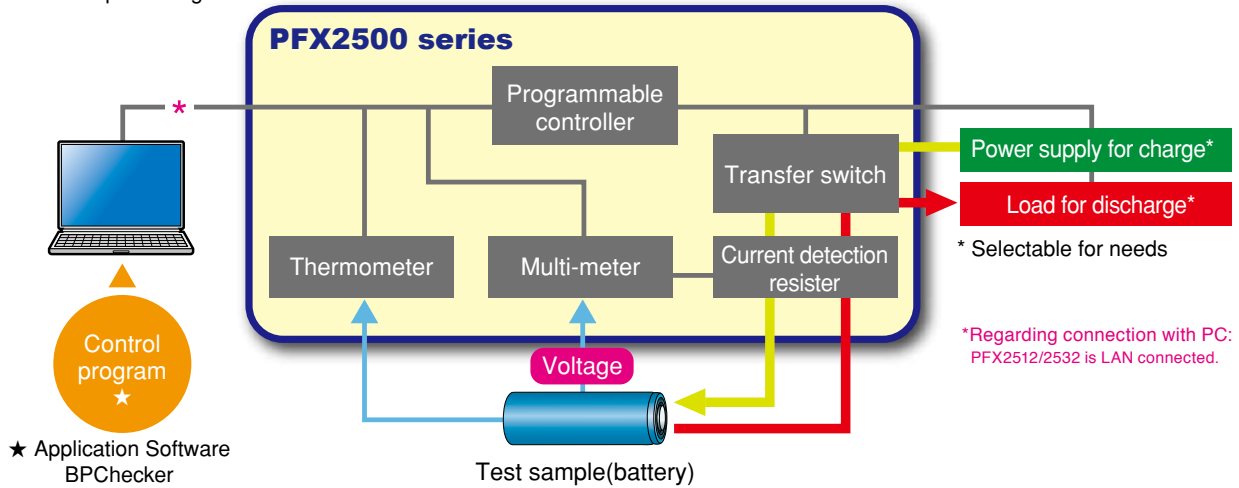 PFX2500 series
Programmable
controller
*
Power supply for charge*
Transfer switch
Load for discharge*
* Selectable for needs
Thermometer
Multi-meter
Current detection
resister
*Regarding connection with PC:
PFX2512/2532 is LAN connected.
Control
program
★
Voltage
★ Application Software
BPChecker
Test sample(battery)